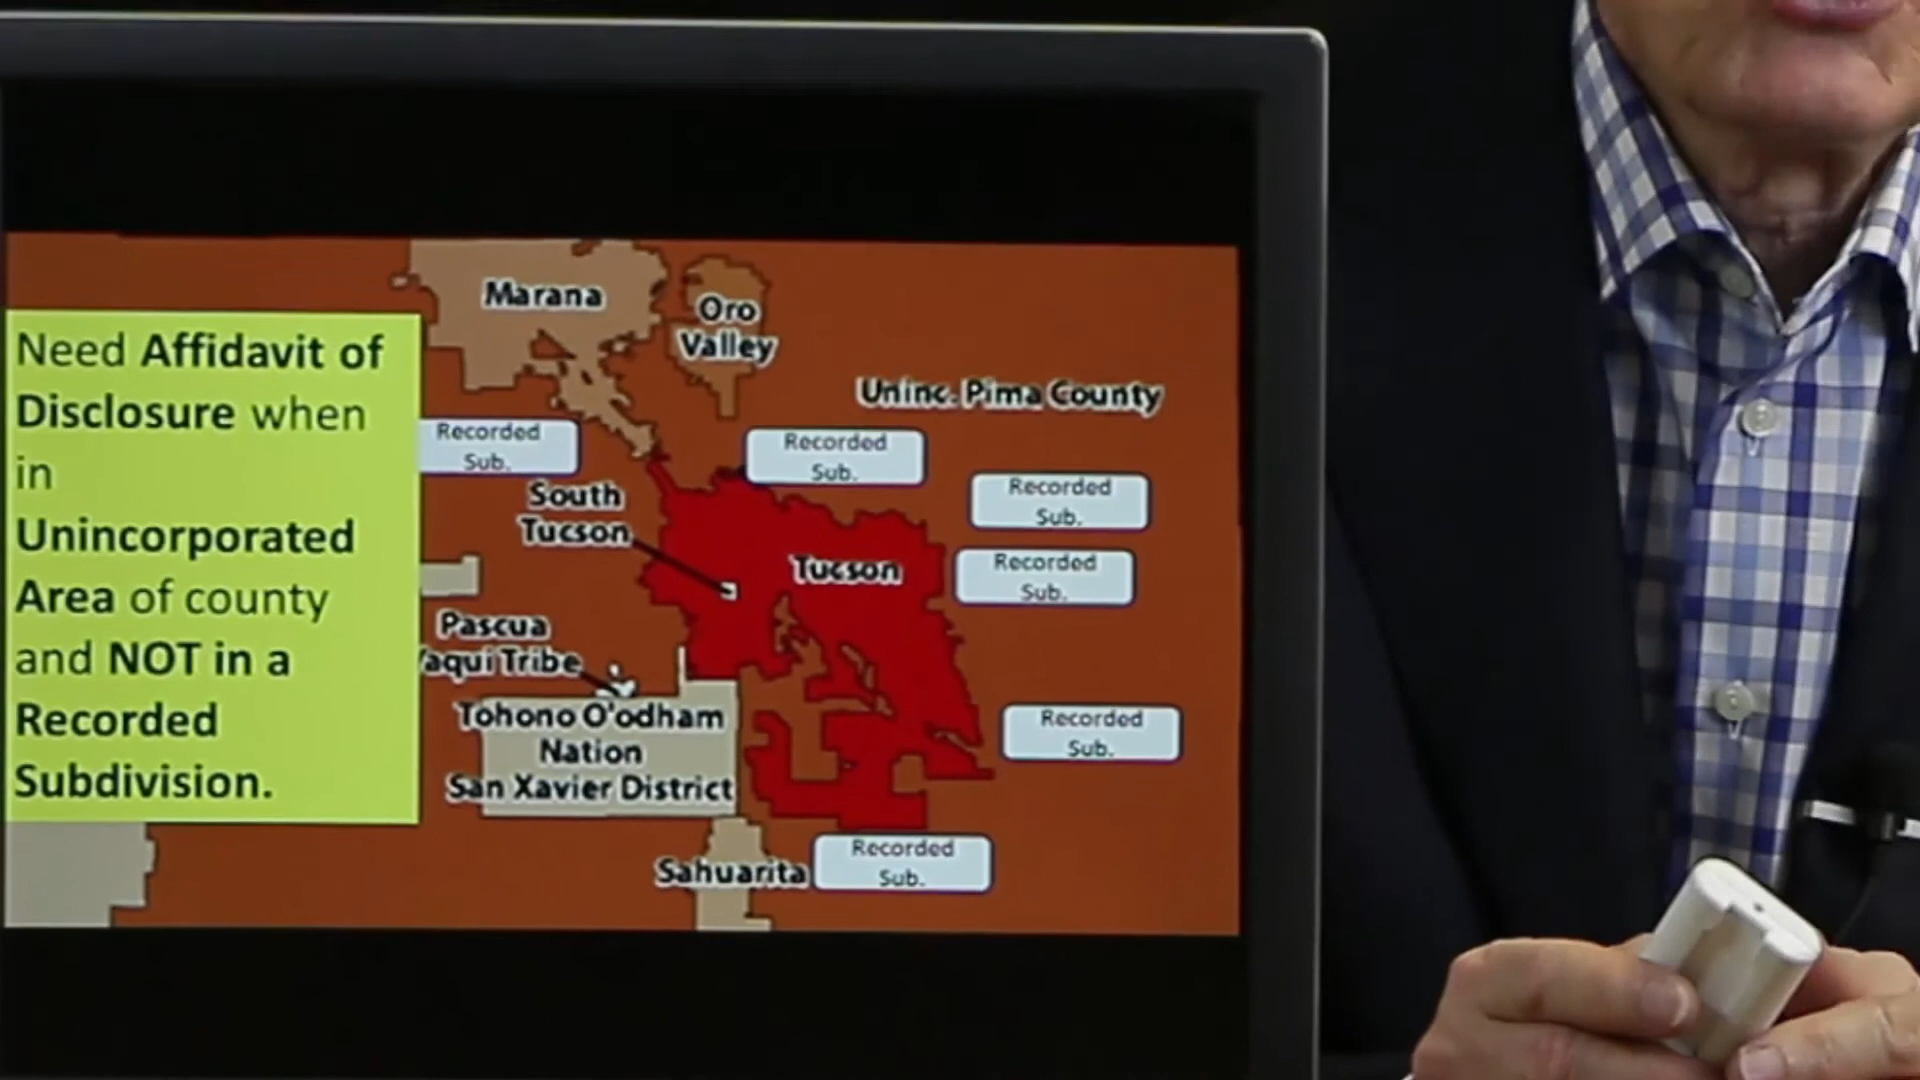 Need Affidavit of
Disclosure when
in
Unincorporated
Area of county
and NOT in a
Recorded
Subdivision.
Marana
Oro
Valley
Uninc. Pima County
Recorded
Sub.
Recorded
Sub.
Recorded
Sub.
South
Tucson
Tucson
Recorded
Sub.
Pascua
Yaqui Tribe
Tohono O'odham
Nation
San Xavier District
Recorded
Sub.
Sahuarita
Recorded
Sub.